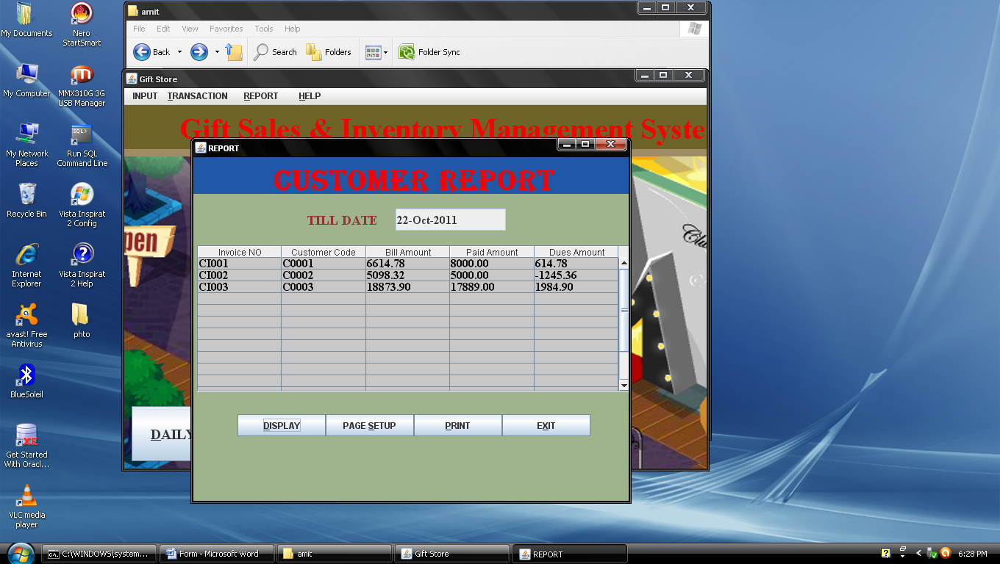 My Documents
Nero
StartSmart
My Computer
MMX310G 3G
USB Manager
My Network
Places
Run SQL
Command Line
Recycle Bin
Vista Inspirat
2 Config
Internet
Explorer
Vista Inspirat
2 Help
avast! Free
Antivirus
phto
BlueSoleil
Get Started
With Oracl...
VLC media
player
amit
File Edit View Favorites Tools Help
Back Search Folders Folder Sync
Gift Store
INPUT TRANSACTION REPORT HELP
Gift Sales & Inventory Management Syste
pen
DAILY
REPORT
CUSTOMER REPORT
TILL DATE 22-Oct-2011
Invoice NO Customer Code Bill Amount Paid Amount Dues Amount
CI001 C0001 6614.78 8000.00 614.78
CI002 C0002 5098.32 5000.00 -1245.36
CI003 C0003 18873.90 17889.00 1984.90
DISPLAY PAGE SETUP PRINT EXIT
C:\WINDOWS\system... Form - Microsoft Word amit Gift Store REPORT 6:28 PM